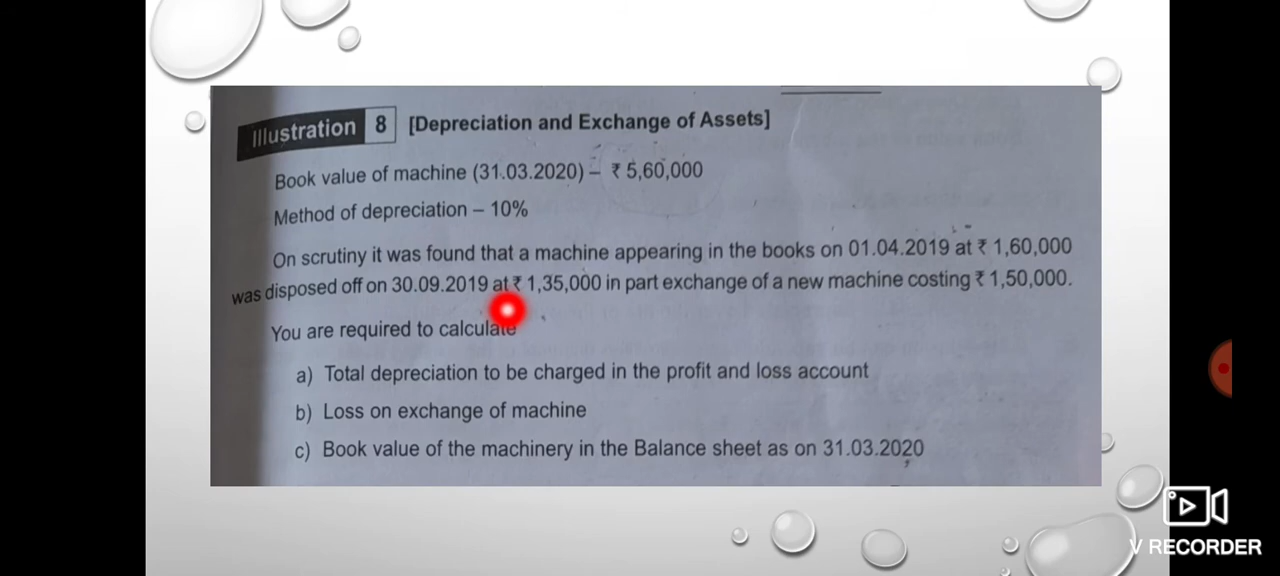 Illustration 8 [Depreciation and Exchange of Assets]
Book value of machine (31.03.2020) – ₹ 5,60,000
Method of depreciation – 10%
On scrutiny it was found that a machine appearing in the books on 01.04.2019 at ₹ 1,60,000
was disposed off on 30.09.2019 at ₹ 1,35,000 in part exchange of a new machine costing ₹ 1,50,000.
You are required to calculate
a) Total depreciation to be charged in the profit and loss account
b) Loss on exchange of machine
c) Book value of the machinery in the Balance sheet as on 31.03.2020
V RECORDER